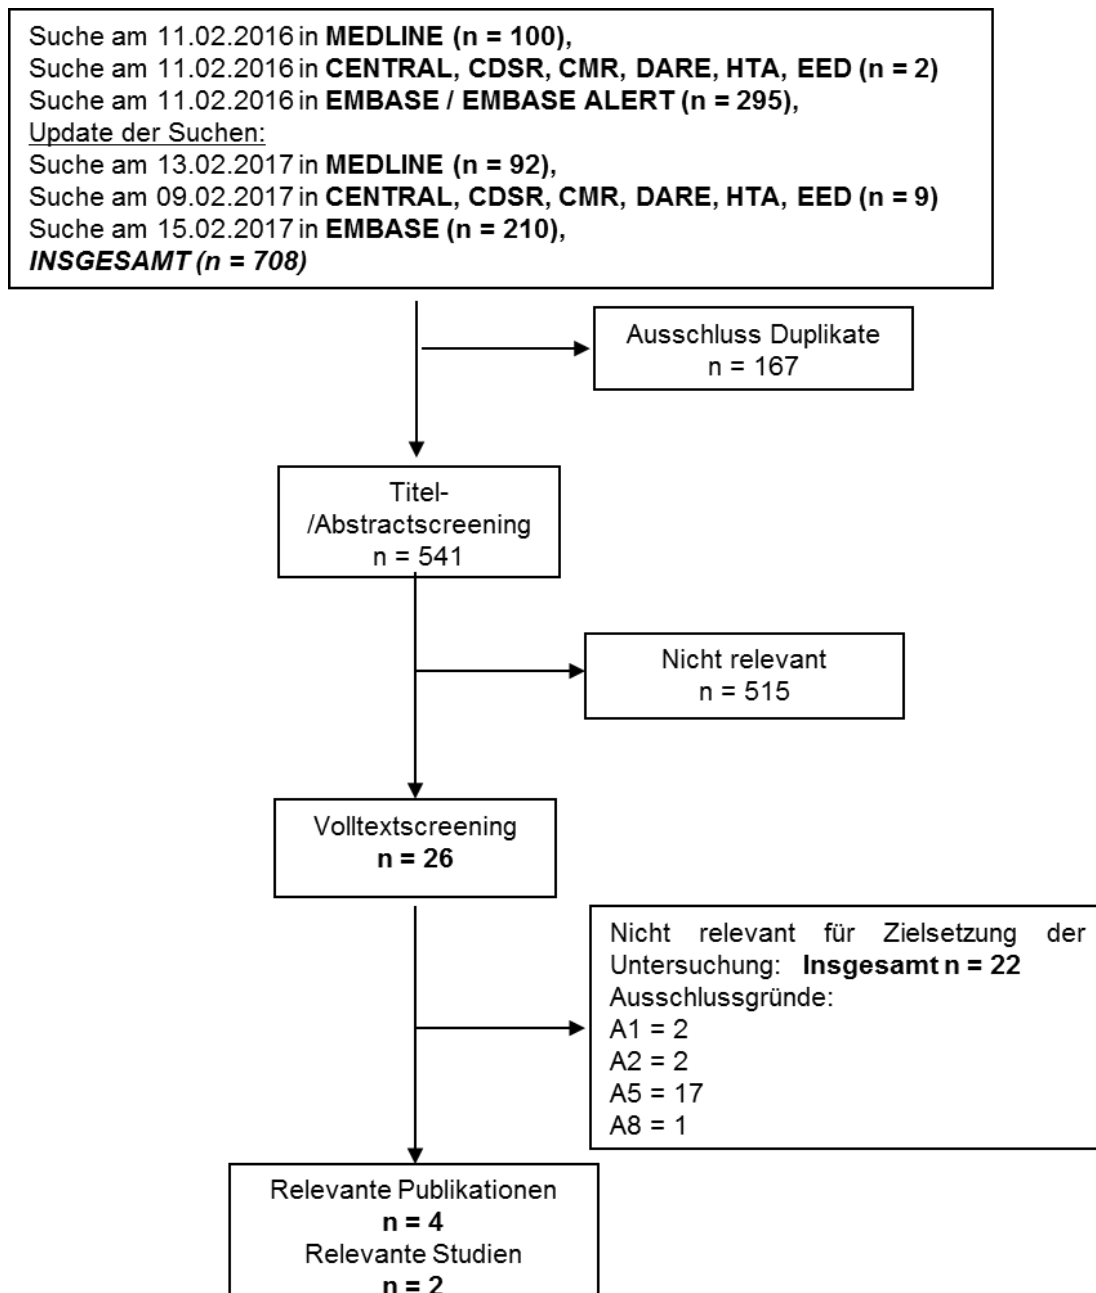 Suche am 11.02.2016 in MEDLINE (n = 100),
Suche am 11.02.2016 in CENTRAL, CDSR, CMR, DARE, HTA, EED (n = 2)
Suche am 11.02.2016 in EMBASE / EMBASE ALERT (n = 295),
Update der Suchen:
Suche am 13.02.2017 in MEDLINE (n = 92),
Suche am 09.02.2017 in CENTRAL, CDSR, CMR, DARE, HTA, EED (n = 9)
Suche am 15.02.2017 in EMBASE (n = 210),
INSGESAMT (n = 708)
Ausschluss Duplikate
n = 167
Titel-
/Abstractscreening
n = 541
Nicht relevant
n = 515
Volltextscreening
n = 26
Nicht relevant für Zielsetzung der
Untersuchung: Insgesamt n = 22
Ausschlussgründe:
A1 = 2
A2 = 2
A5 = 17
A8 = 1
Relevante Publikationen
n = 4
Relevante Studien
n = 2